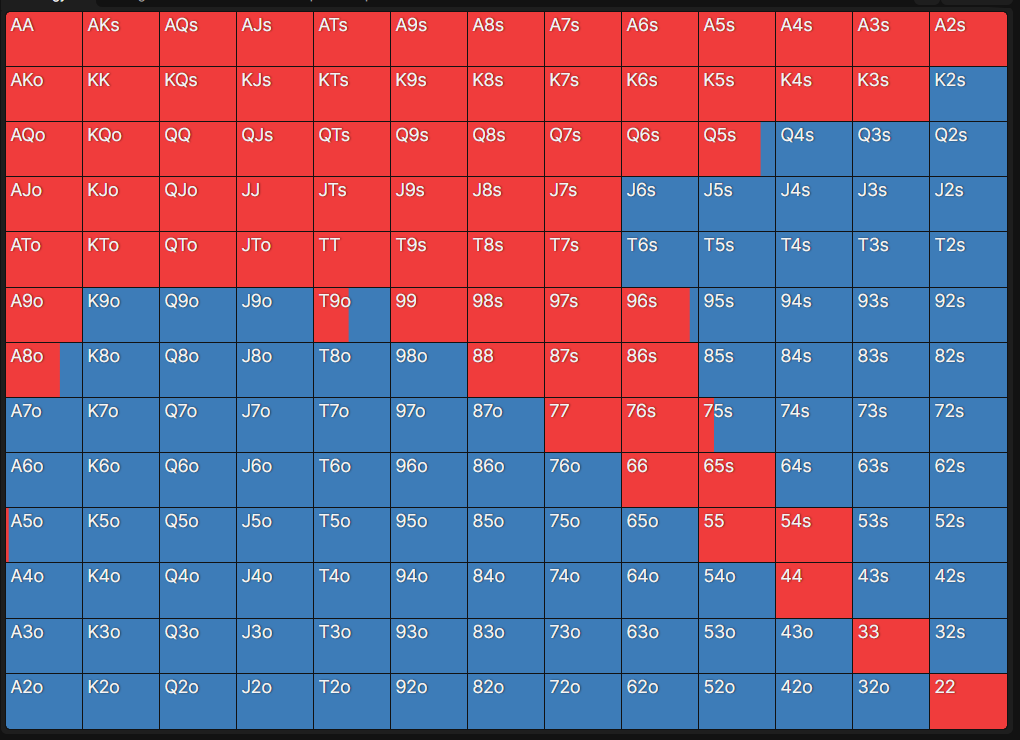 AA AKs AQs AJs ATs A9s A8s A7s A6s A5s A4s A3s A2s
AKo KK KQs KJs KTs K9s K8s K7s K6s K5s K4s K3s K2s
AQo KQo QQ QJs QTs Q9s Q8s Q7s Q6s Q5s Q4s Q3s Q2s
AJo KJo QJo JJ JTs J9s J8s J7s J6s J5s J4s J3s J2s
ATo KTo QTo JTo TT T9s T8s T7s T6s T5s T4s T3s T2s
A9o K9o Q9o J9o T9o 99 98s 97s 96s 95s 94s 93s 92s
A8o K8o Q8o J8o T8o 98o 88 87s 86s 85s 84s 83s 82s
A7o K7o Q7o J7o T7o 97o 87o 77 76s 75s 74s 73s 72s
A6o K6o Q6o J6o T6o 96o 86o 76o 66 65s 64s 63s 62s
A5o K5o Q5o J5o T5o 95o 85o 75o 65o 55 54s 53s 52s
A4o K4o Q4o J4o T4o 94o 84o 74o 64o 54o 44 43s 42s
A3o K3o Q3o J3o T3o 93o 83o 73o 63o 53o 43o 33 32s
A2o K2o Q2o J2o T2o 92o 82o 72o 62o 52o 42o 32o 22